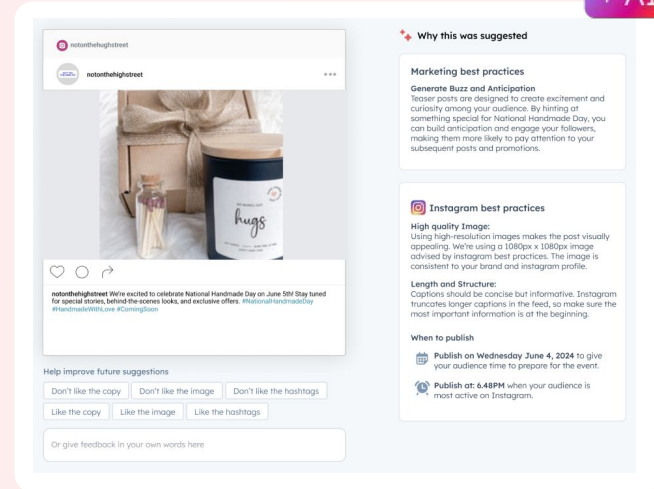 notonthehughstreet
notonthehighstreet
hugs
notonthehighstreet We're excited to celebrate National Handmade Day on June 5th! Stay tuned
for special stories, behind-the-scenes looks, and exclusive offers. #NationalHandmadeDay
#HandmadeWithLove #ComingSoon
Help improve future suggestions
Don't like the copy
Don't like the image
Don't like the hashtags
Like the copy
Like the image
Like the hashtags
Or give feedback in your own words here
Why this was suggested
Marketing best practices
Generate Buzz and Anticipation
Teaser posts are designed to create excitement and
curiosity among your audience. By hinting at
something special for National Handmade Day, you
can build anticipation and engage your followers,
making them more likely to pay attention to your
subsequent posts and promotions.
Instagram best practices
High quality Image:
Using high-resolution images makes the post visually
appealing. We're using a 1080px x 1080px image
advised by instagram best practices. The image is
consistent to your brand and instagram profile.
Length and Structure:
Captions should be concise but informative. Instagram
truncates longer captions in the feed, so make sure the
most important information is at the beginning.
When to publish
Publish on Wednesday June 4, 2024 to give
your audience time to prepare for the event.
Publish at: 6.48PM when your audience is
most active on Instagram.